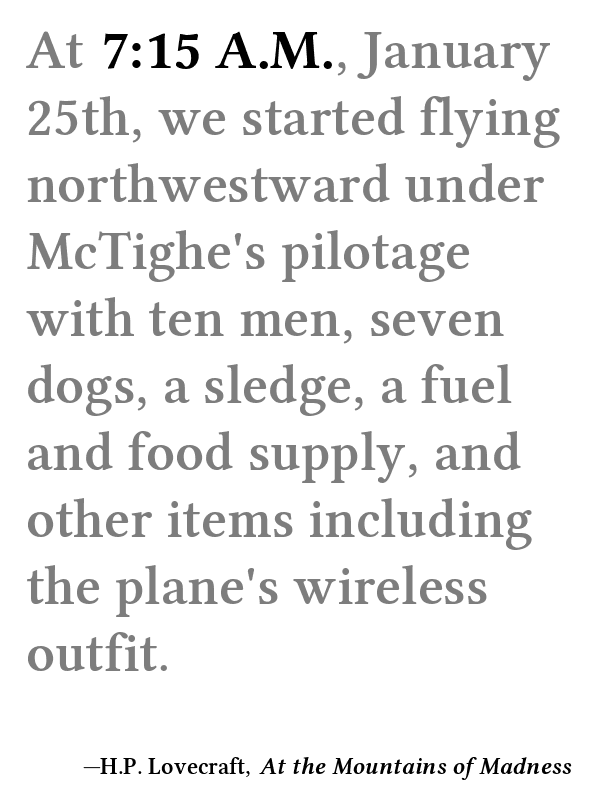 At 7:15 A.M., January
25th, we started flying
northwestward under
McTighe's pilotage
with ten men, seven
dogs, a sledge, a fuel
and food supply, and
other items including
the plane's wireless
outfit.
—H.P. Lovecraft, At the Mountains of Madness